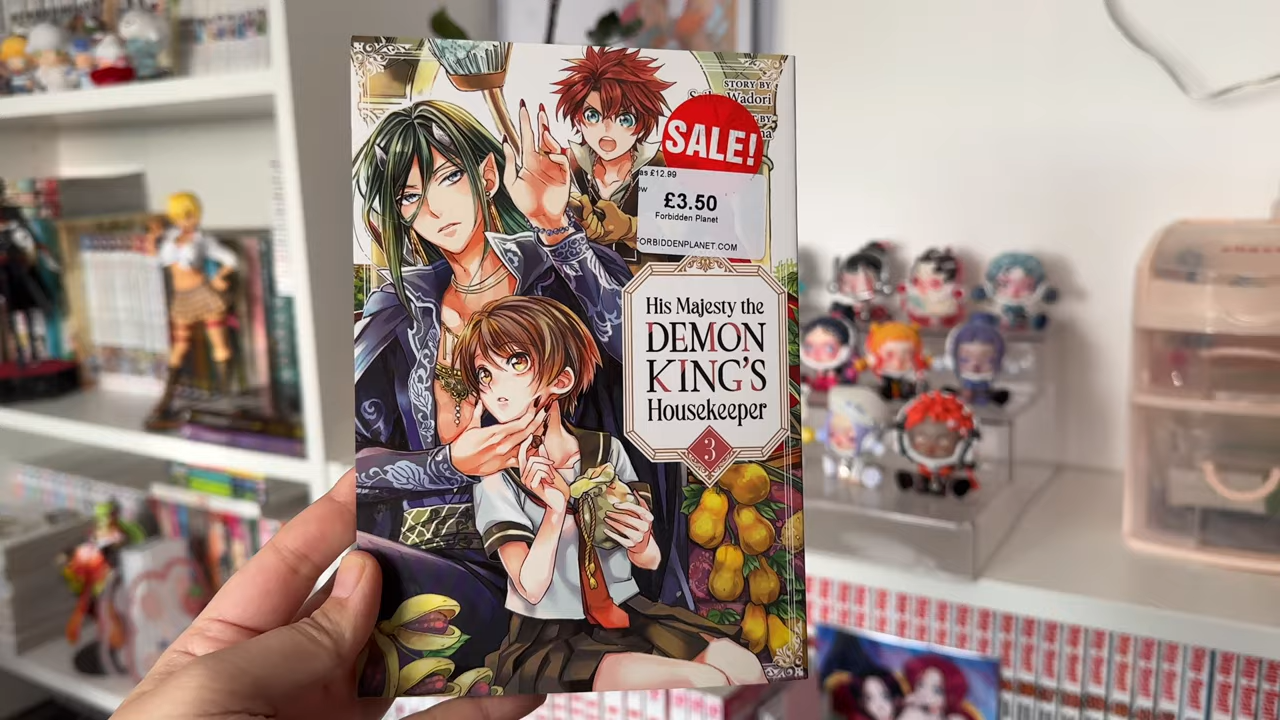 STORY BY
Wadori
BY
SALE!
as £12.99
£3.50
Forbidden Planet
FORBIDDENPLANET.COM
His Majesty the
DEMON
KING'S
Housekeeper
3